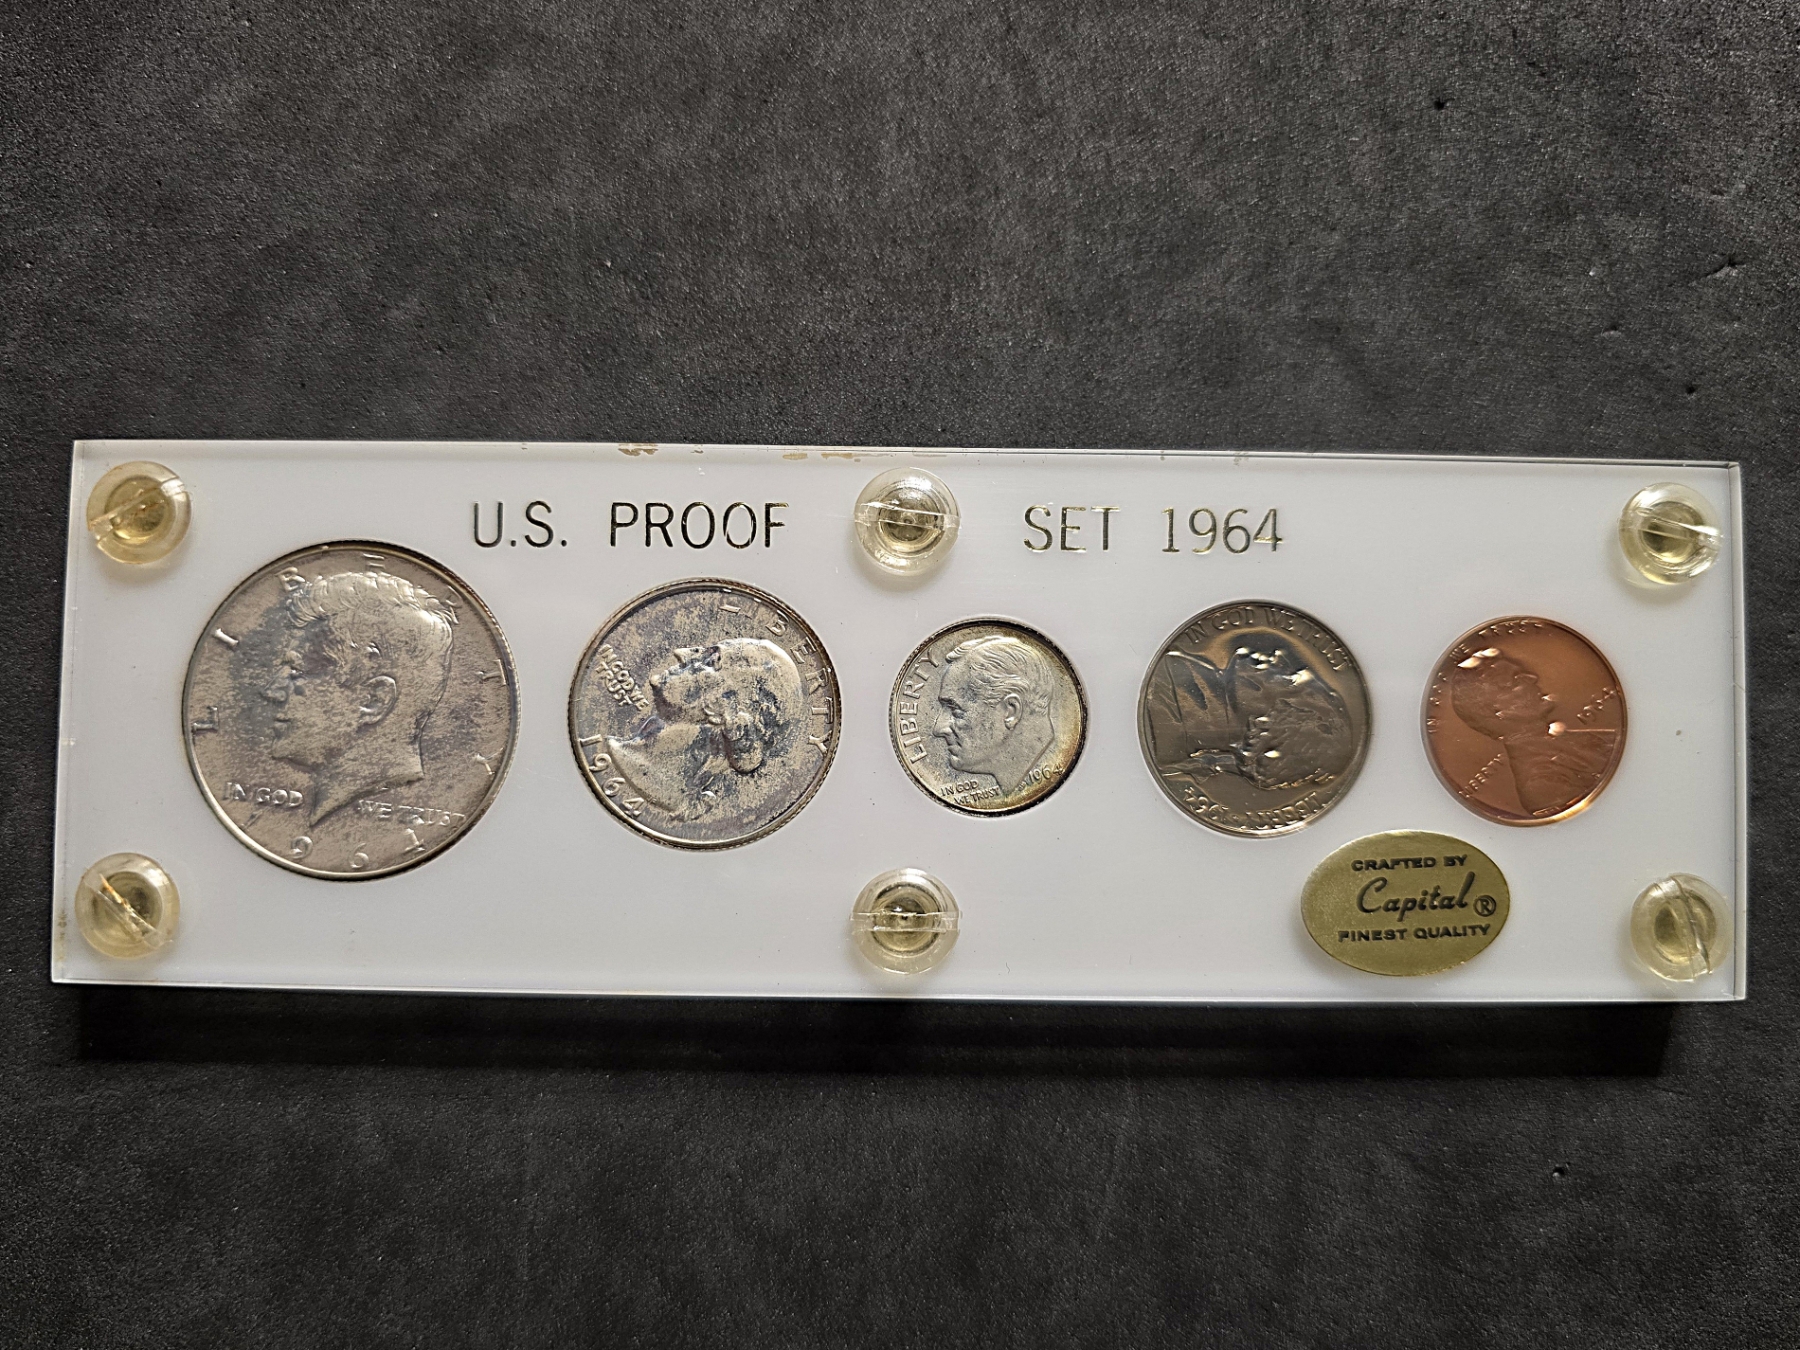 U.S. PROOF SET 1964
LIBERTY
IN GOD WE TRUST
1964
LIBERTY
IN GOD WE
TRUST
1964
LIBERTY
IN GOD
WE TRUST
1964
IN GOD WE TRUST
LIBERTY
1964
IN GOD WE TRUST
LIBERTY
1964
CRAFTED BY
Capital ®
FINEST QUALITY